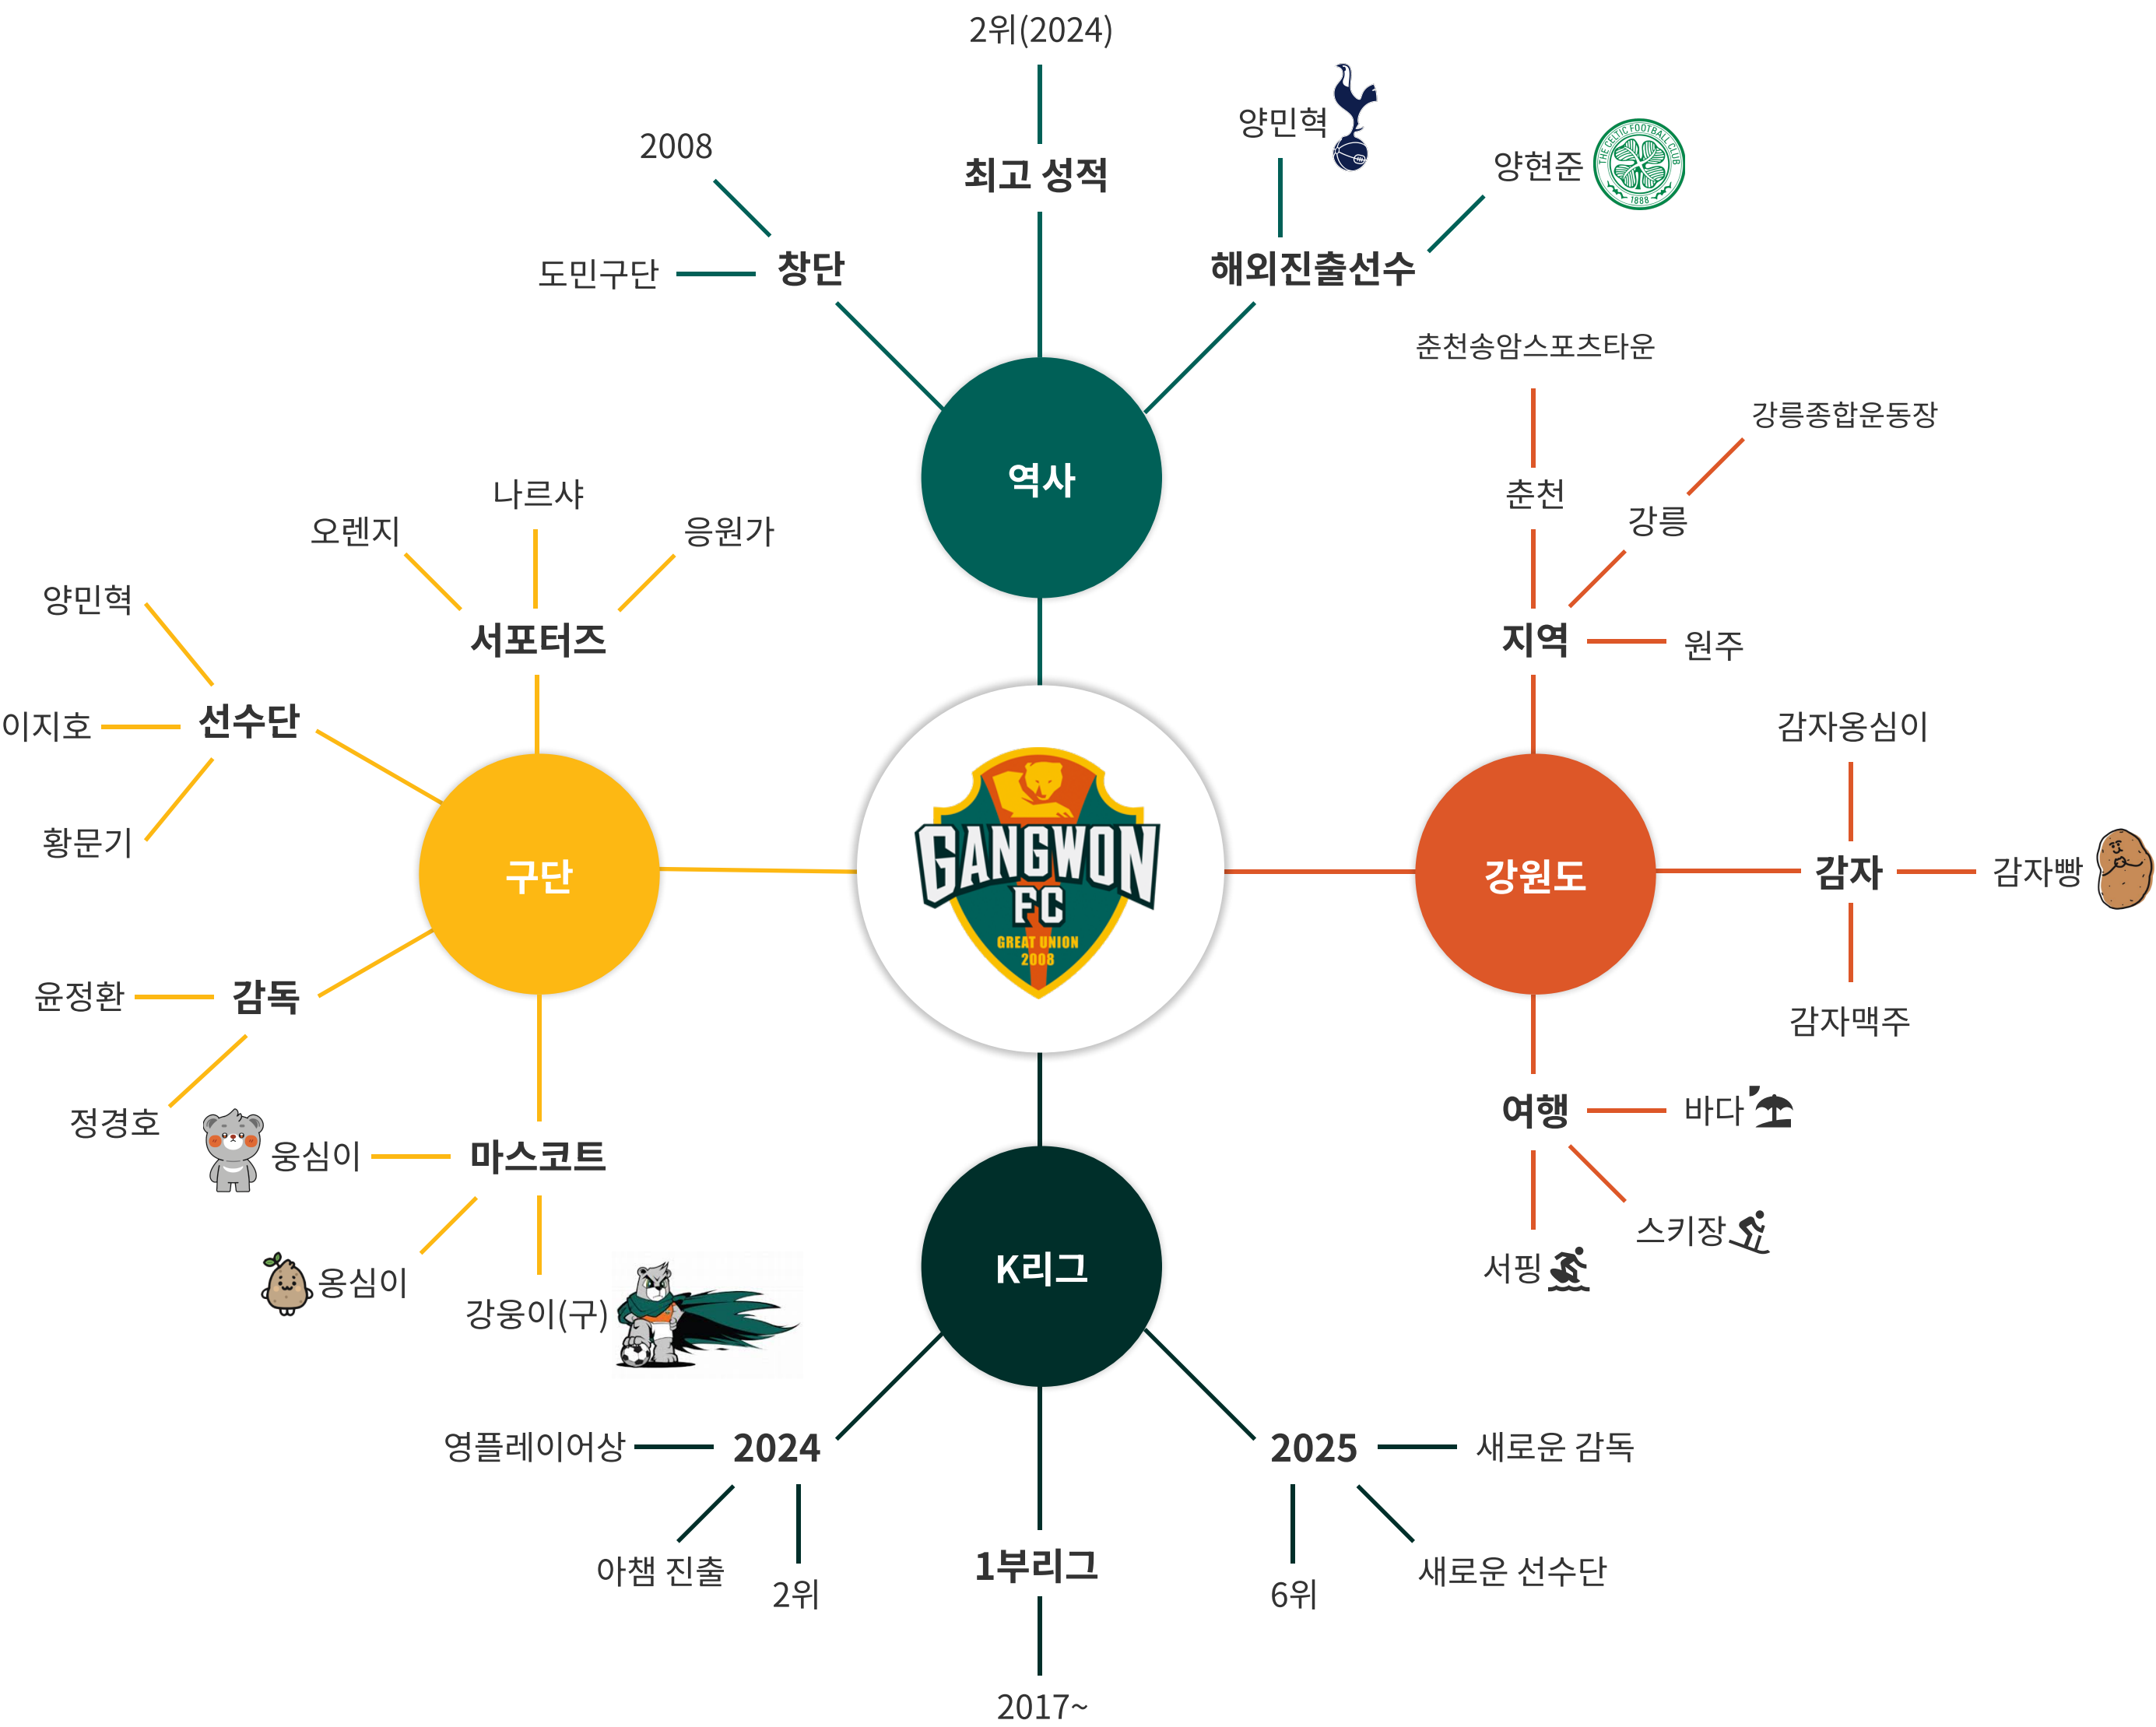 2위(2024)
최고 성적
2008
도민구단
창단
양민혁
양현준
THE CELTIC FOOTBALL CLUB
1888
해외진출선수
역사
춘천송암스포츠타운
강릉종합운동장
춘천
강릉
지역
원주
나르샤
오렌지
응원가
서포터즈
양민혁
이지호
선수단
황문기
구단
GANGWON
FC
GREAT UNION
2008
강원도
감자옹심이
감자
감자빵
감자맥주
윤정환
감독
정경호
웅심이
마스코트
옹심이
강웅이(구)
여행
바다
스키장
서핑
K리그
영플레이어상
2024
아챔 진출
2위
1부리그
2017~
2025
새로운 감독
새로운 선수단
6위